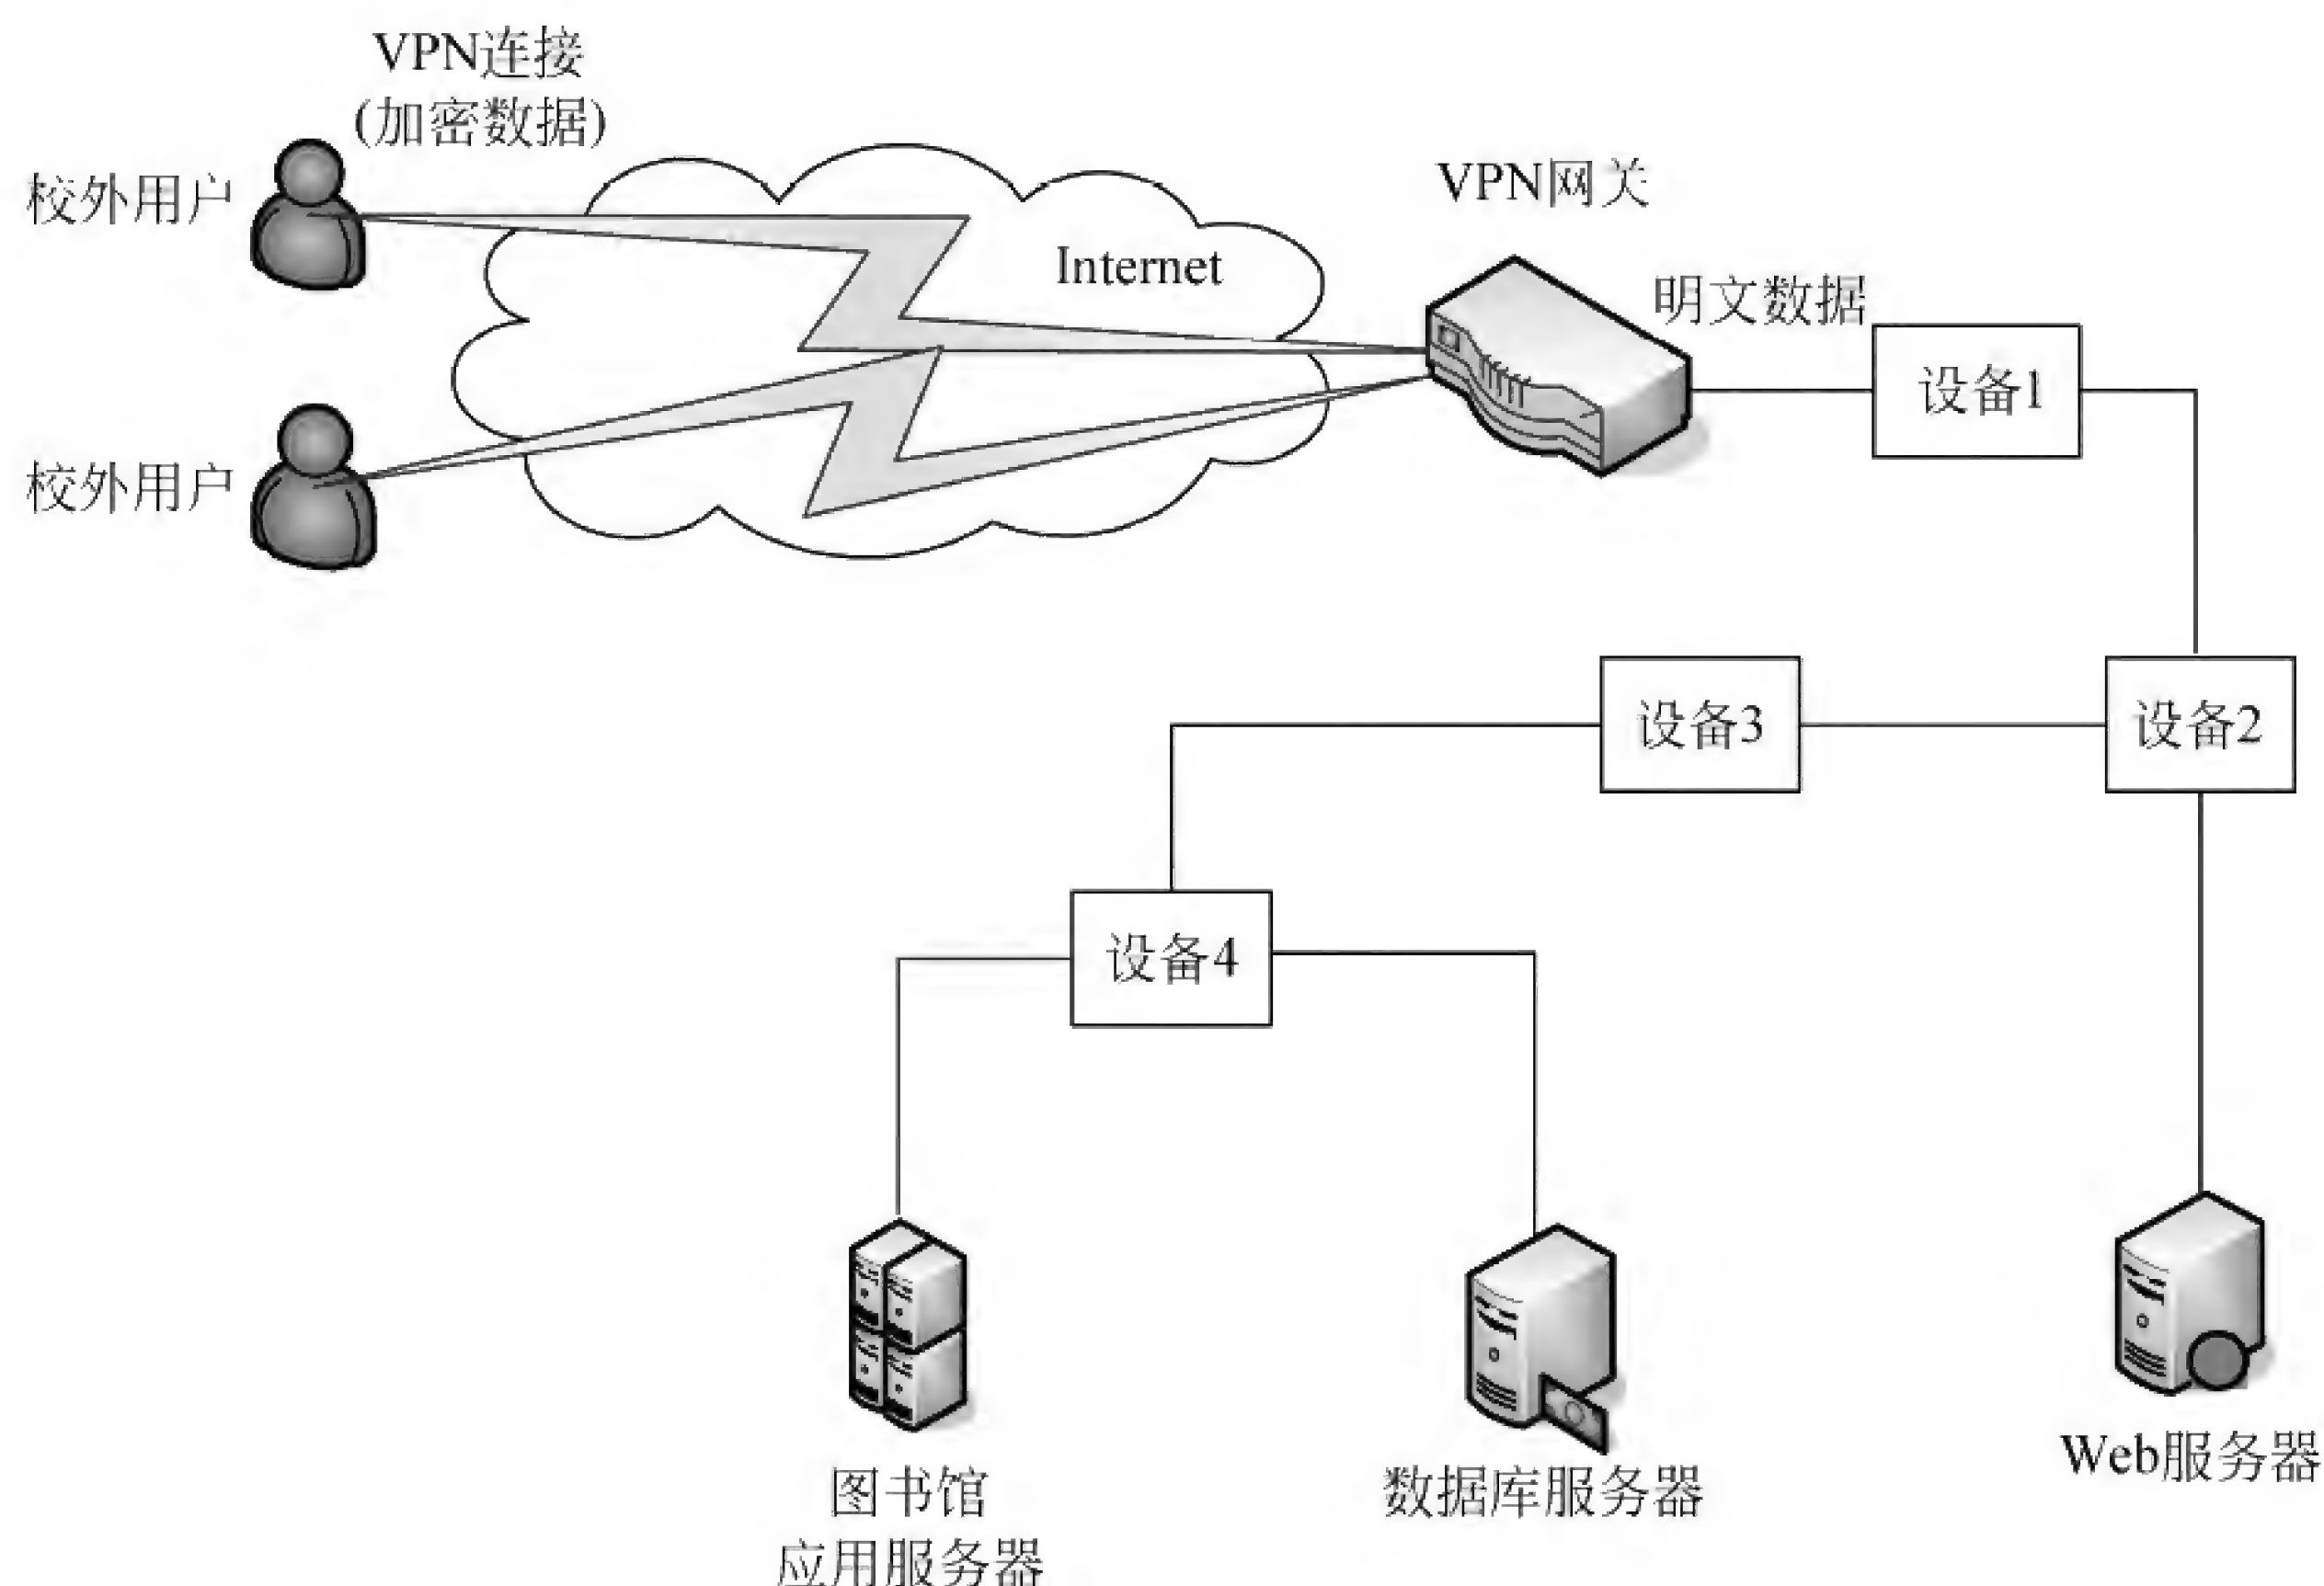 VPN连接
(加密数据)
校外用户
VPN网关
Internet
明文数据
设备1
校外用户
设备3
设备2
设备4
图书馆
应用服务器
数据库服务器
Web服务器